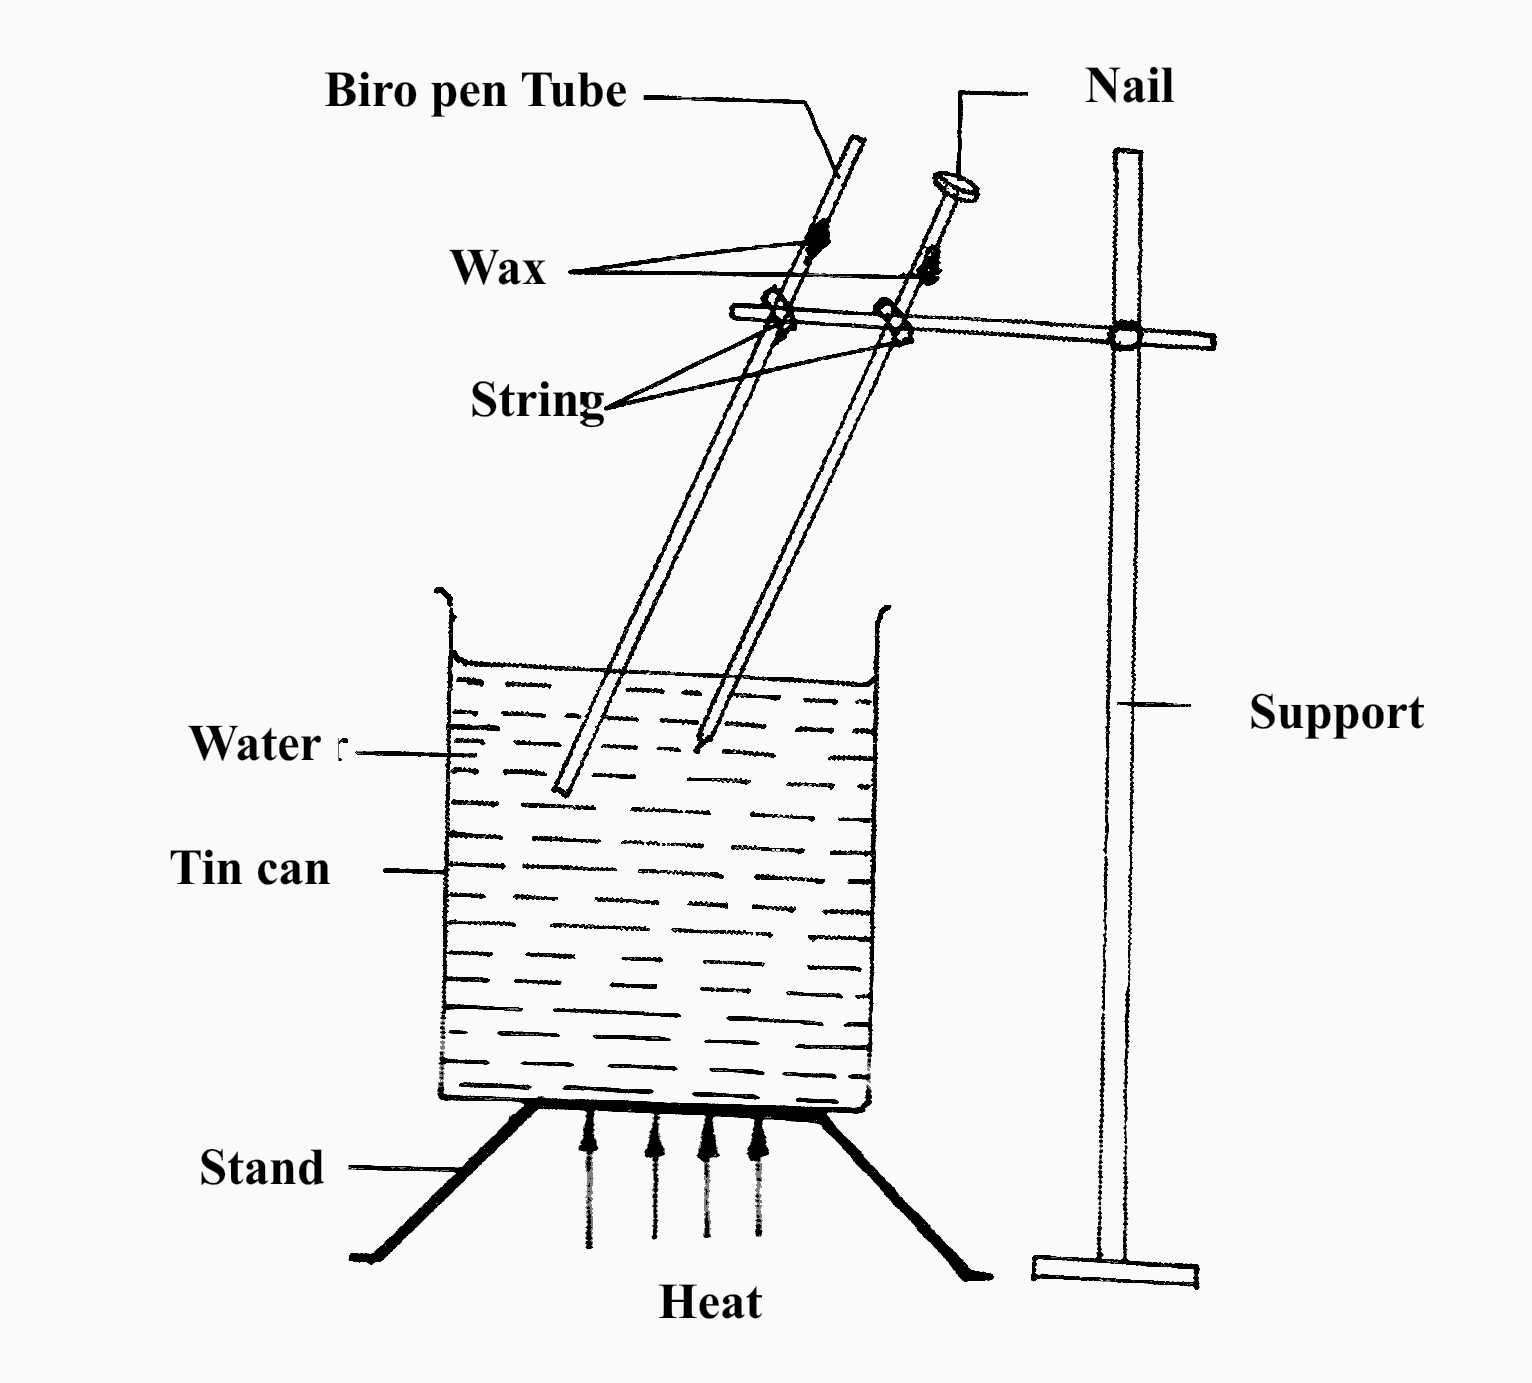 Biro pen Tube
Nail
Wax
String
Water r
Support
Tin can
Stand
Heat